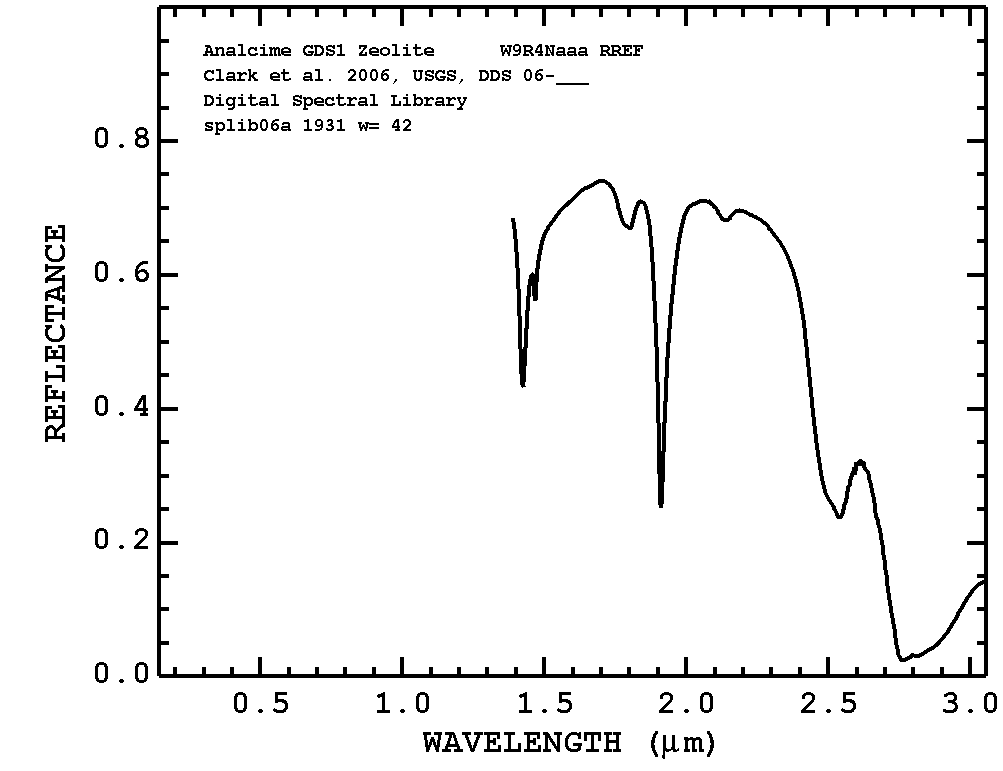 Analcime GDS1 Zeolite W9R4Naaa RREF
Clark et al. 2006, USGS, DDS 06-___
Digital Spectral Library
splib06a 1931 w= 42
0.8
0.6
0.4
0.2
0.0
REFLECTANCE
0.5 1.0 1.5 2.0 2.5 3.0
WAVELENGTH (μm)